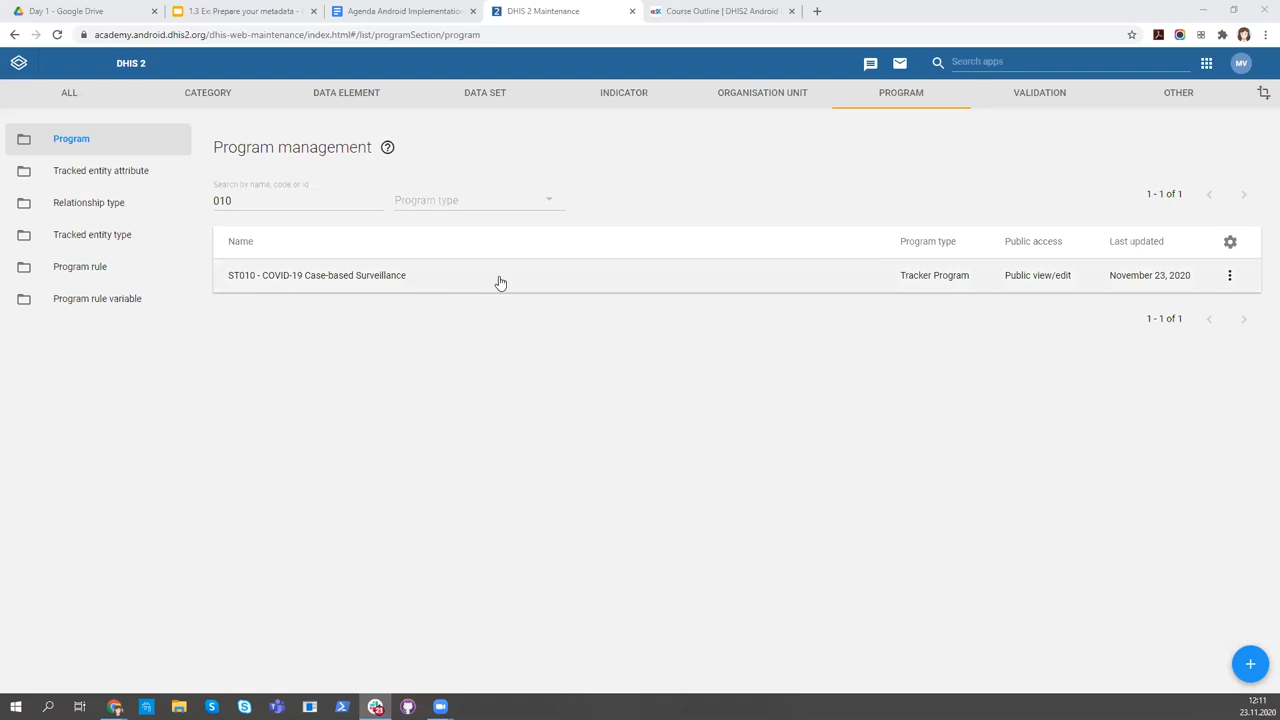 Day 1 - Google Drive
1.3 Ex: Prepare your metadata -
Agenda Android Implementation
DHIS 2 Maintenance
Course Outline | DHIS2 Android
academy.android.dhis2.org/dhis-web-maintenance/index.html#/list/programSection/program
DHIS 2
Search apps
MV
ALL
CATEGORY
DATA ELEMENT
DATA SET
INDICATOR
ORGANISATION UNIT
PROGRAM
VALIDATION
OTHER
Program
Tracked entity attribute
Relationship type
Tracked entity type
Program rule
Program rule variable
Program management
Search by name, code or id
010
Program type
1 - 1 of 1
Name
Program type
Public access
Last updated
ST010 - COVID-19 Case-based Surveillance
Tracker Program
Public view/edit
November 23, 2020
1 - 1 of 1
12:11
23.11.2020